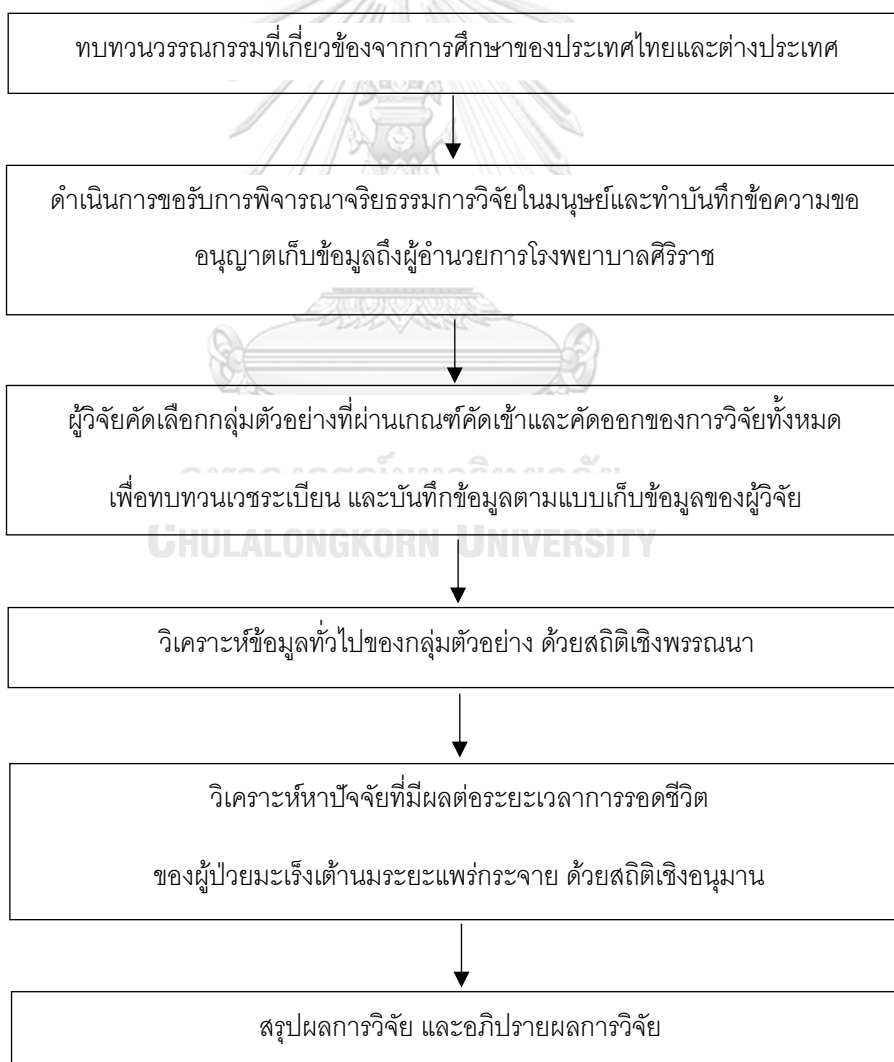 ทบทวนวรรณกรรมที่เกี่ยวข้องจากการศึกษาของประเทศไทยและต่างประเทศ
ดำเนินการขอรับการพิจารณาจริยธรรมการวิจัยในมนุษย์และทำบันทึกข้อความขอ
อนุญาตเก็บข้อมูลถึงผู้อำนวยการโรงพยาบาลศิริราช
ผู้วิจัยคัดเลือกกลุ่มตัวอย่างที่ผ่านเกณฑ์คัดเข้าและคัดออกของการวิจัยทั้งหมด
เพื่อทบทวนเวชระเบียน และบันทึกข้อมูลตามแบบเก็บข้อมูลของผู้วิจัย
CHULALONGKORN UNIVERSITY
วิเคราะห์ข้อมูลทั่วไปของกลุ่มตัวอย่าง ด้วยสถิติเชิงพรรณนา
วิเคราะห์หาปัจจัยที่มีผลต่อระยะเวลาการรอดชีวิต
ของผู้ป่วยมะเร็งเต้านมระยะแพร่กระจาย ด้วยสถิติเชิงอนุมาน
สรุปผลการวิจัย และอภิปรายผลการวิจัย